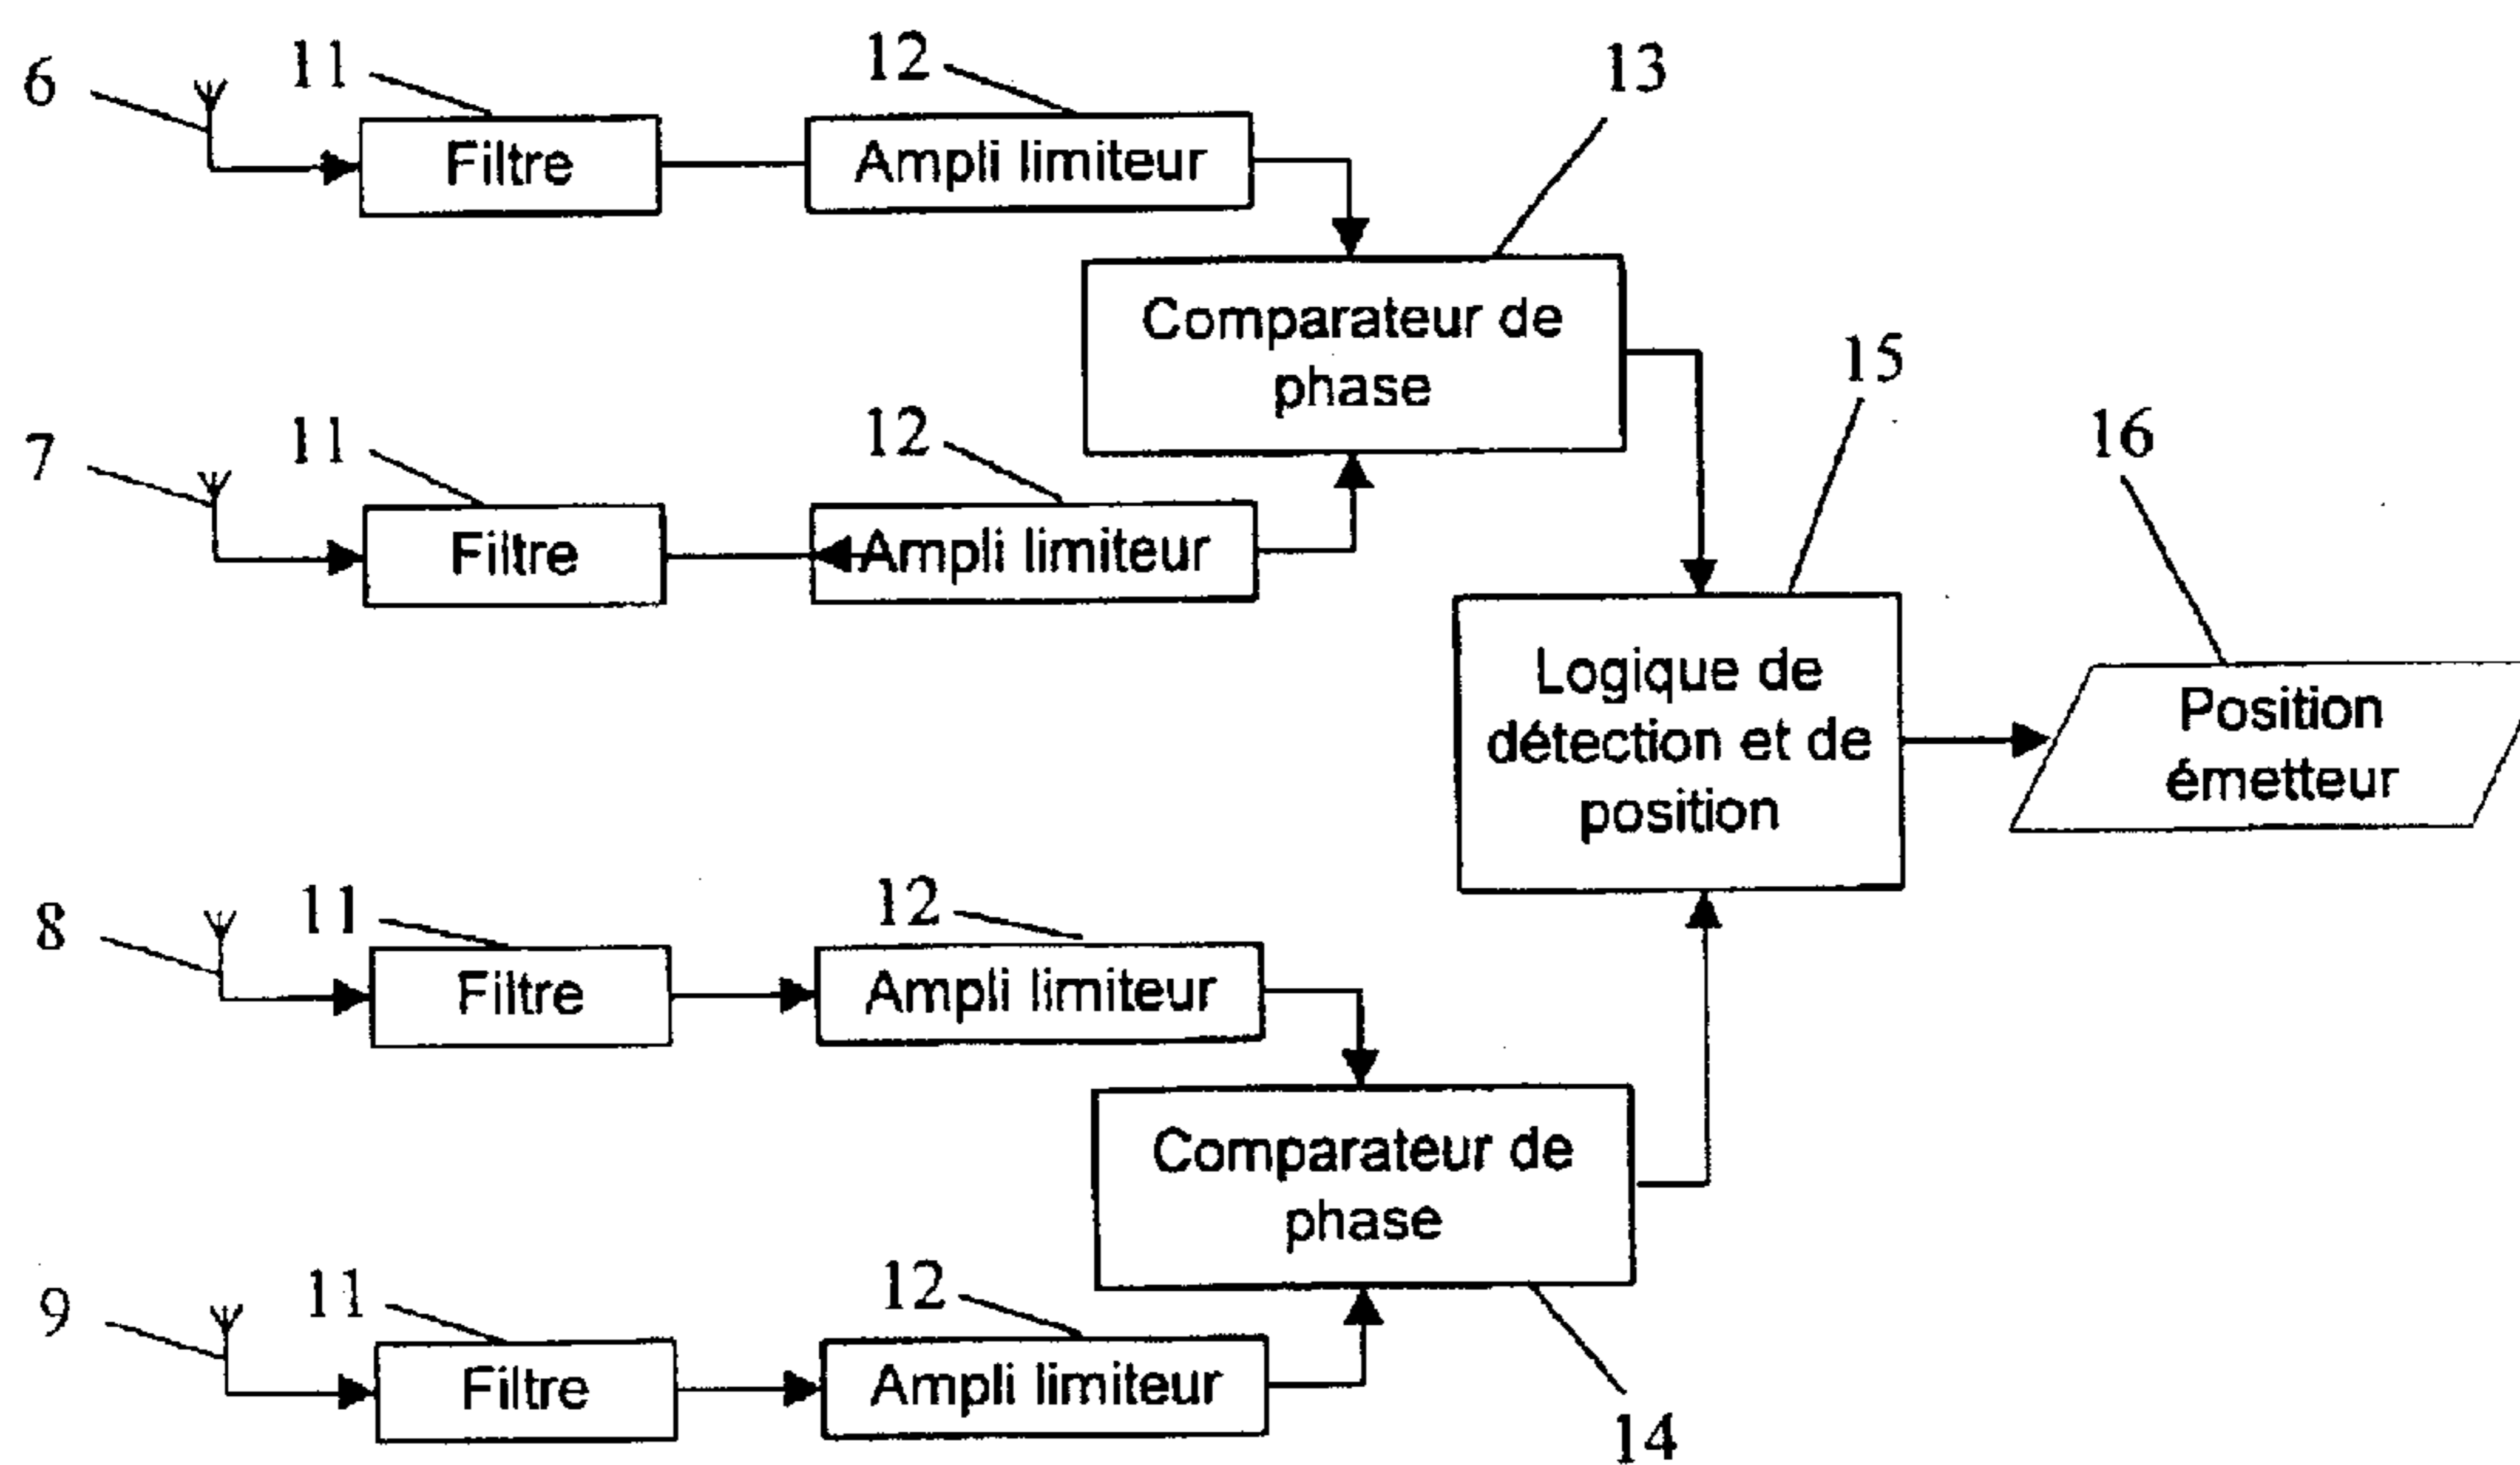 6
11
12
13
Filtre
Ampli limiteur
Comparateur de
phase
7
11
12
15
16
Filtre
Ampli limiteur
Logique de
détection et de
position
Position
émetteur
8
11
12
Filtre
Ampli limiteur
Comparateur de
phase
9
11
12
14
Filtre
Ampli limiteur